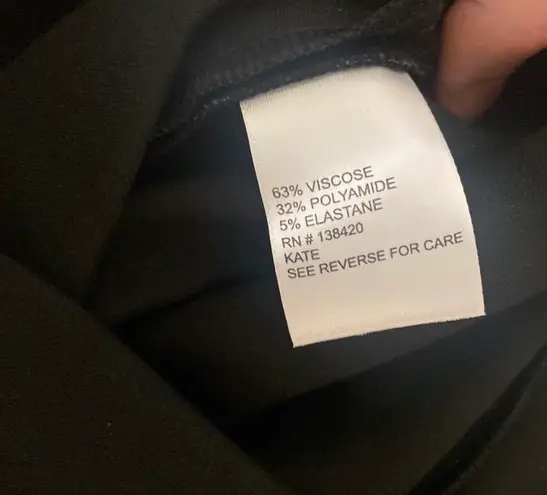 63% VISCOSE
32% POLYAMIDE
5% ELASTANE
RN # 138420
KATE
SEE REVERSE FOR CARE